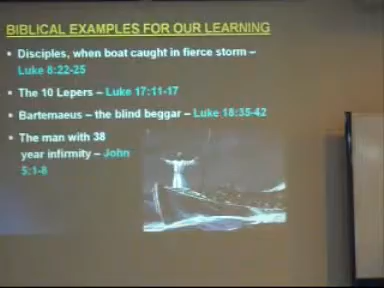 BIBLICAL EXAMPLES FOR OUR LEARNING
• Disciples, when boat caught in fierce storm –
Luke 8:22-25
• The 10 Lepers – Luke 17:11-17
• Bartemaeus – the blind beggar – Luke 18:35-42
• The man with 38
year infirmity – John
5:1-8